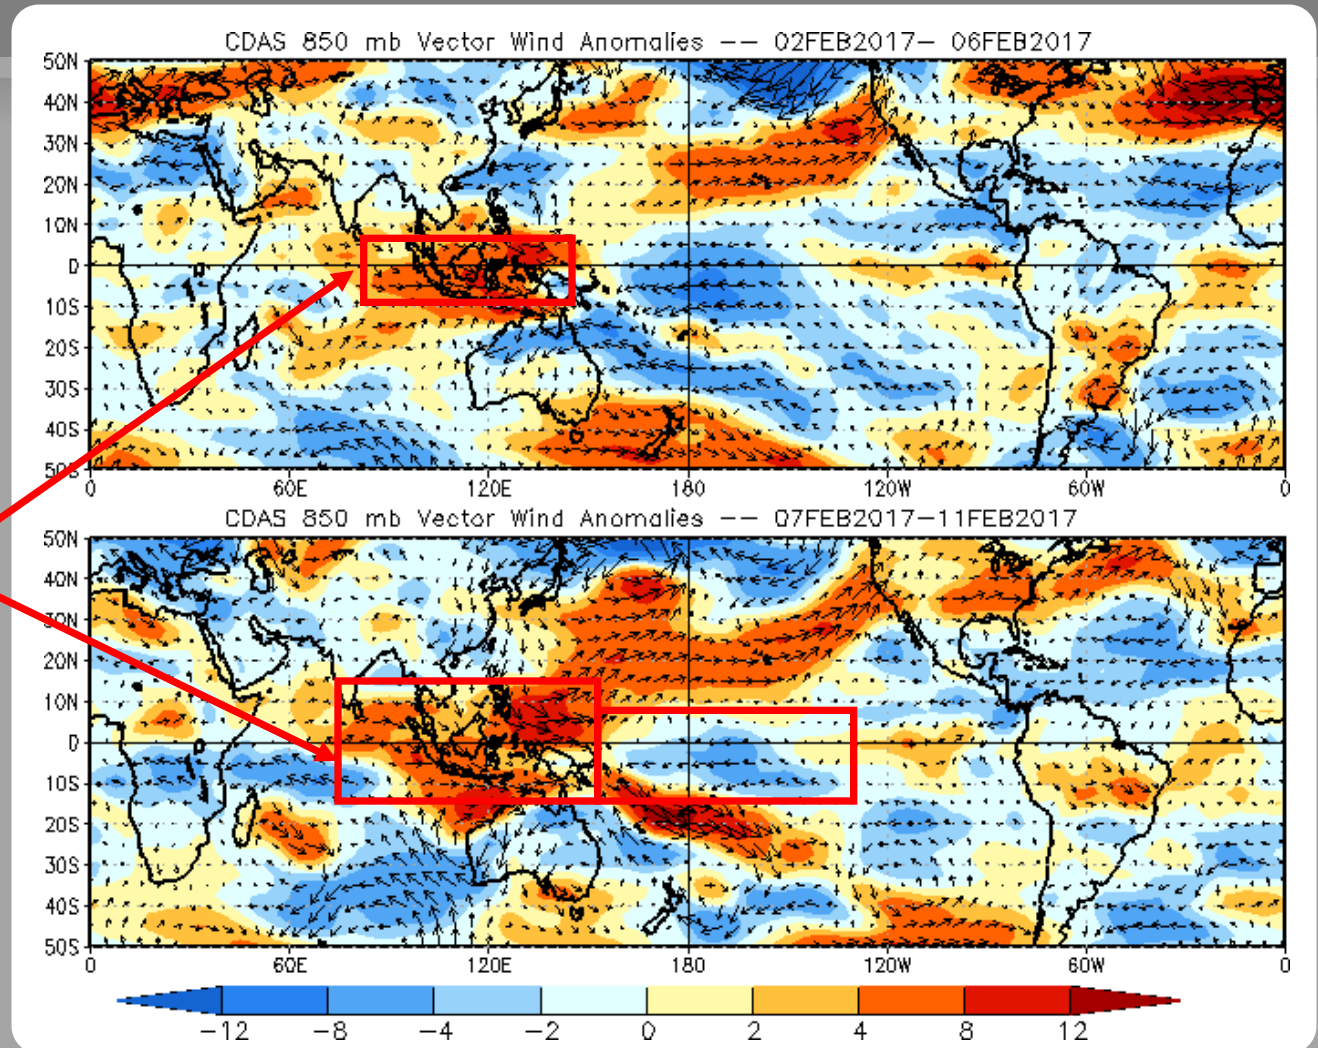 CDAS 850 mb Vector Wind Anomalies -- 02FEB2017- 06FEB2017
50N
40N
30N
20N
10N
0
10S
20S
30S
40S
50S
0 60E 120E 180 120W 60W 0
CDAS 850 mb Vector Wind Anomalies -- 07FEB2017-11FEB2017
50N
40N
30N
20N
10N
0
10S
20S
30S
40S
50S
0 60E 120E 180 120W 60W 0
-12 -8 -4 -2 0 2 4 8 12